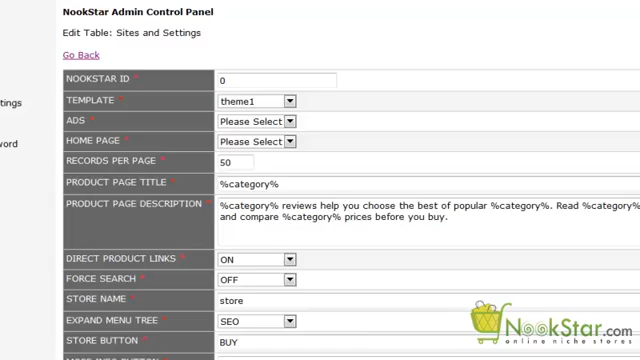 NookStar Admin Control Panel
Edit Table: Sites and Settings
Go Back
NOOKSTAR ID * 0
ttings
TEMPLATE * theme1
ADS * Please Select
HOME PAGE * Please Select
word
RECORDS PER PAGE * 50
PRODUCT PAGE TITLE * %category%
PRODUCT PAGE DESCRIPTION * %category% reviews help you choose the best of popular %category%. Read %category%
and compare %category% prices before you buy.
DIRECT PRODUCT LINKS * ON
FORCE SEARCH * OFF
STORE NAME * store
EXPAND MENU TREE * SEO
STORE BUTTON * BUY
NookStar.com
online niche stores